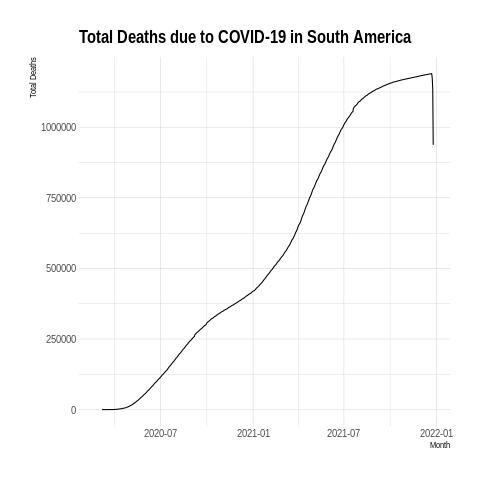 Total Deaths due to COVID-19 in South America
Total Deaths
1000000
750000
500000
250000
0
2020-07 2021-01 2021-07 2022-01
Month